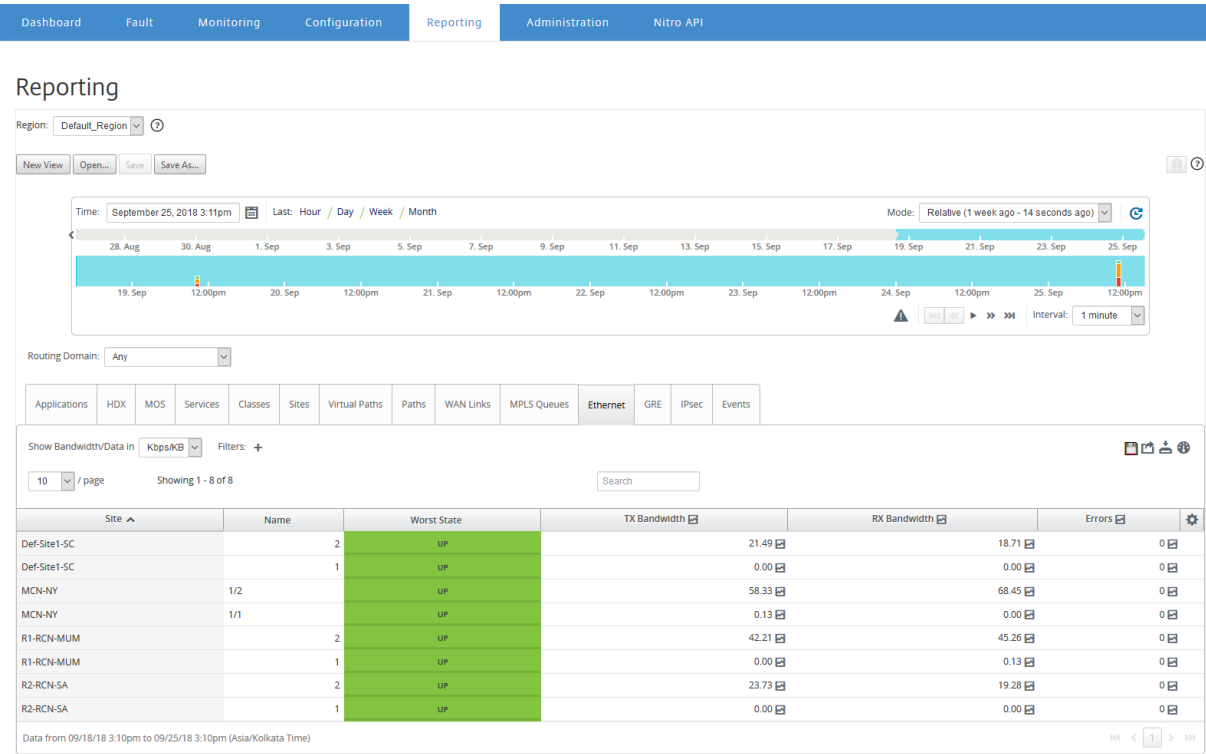 Dashboard Fault Monitoring Configuration Reporting Administration Nitro API
Reporting
Region: Default_Region
New View Open... Save Save As...
Time: September 25, 2018 3:11pm Last: Hour / Day / Week / Month Mode: Relative (1 week ago - 14 seconds ago)
28. Aug 30. Aug 1. Sep 3. Sep 5. Sep 7. Sep 9. Sep 11. Sep 13. Sep 15. Sep 17. Sep 19. Sep 21. Sep 23. Sep 25. Sep
19. Sep 12:00pm 20. Sep 12:00pm 21. Sep 12:00pm 22. Sep 12:00pm 23. Sep 12:00pm 24. Sep 12:00pm 25. Sep 12:00pm
Interval: 1 minute
Routing Domain: Any
Applications HDX MOS Services Classes Sites Virtual Paths Paths WAN Links MPLS Queues Ethernet GRE IPsec Events
Show Bandwidth/Data in Kbps/KB Filters: +
10 / page Showing 1 - 8 of 8 Search
Site Name Worst State TX Bandwidth RX Bandwidth Errors
Def-Site1-SC 2 UP 21.49 18.71 0
Def-Site1-SC 1 UP 0.00 0.00 0
MCN-NY 1/2 UP 58.33 68.45 0
MCN-NY 1/1 UP 0.13 0.00 0
R1-RCN-MUM 2 UP 42.21 45.26 0
R1-RCN-MUM 1 UP 0.00 0.13 0
R2-RCN-SA 2 UP 23.73 19.28 0
R2-RCN-SA 1 UP 0.00 0.00 0
Data from 09/18/18 3:10pm to 09/25/18 3:10pm (Asia/Kolkata Time) 1